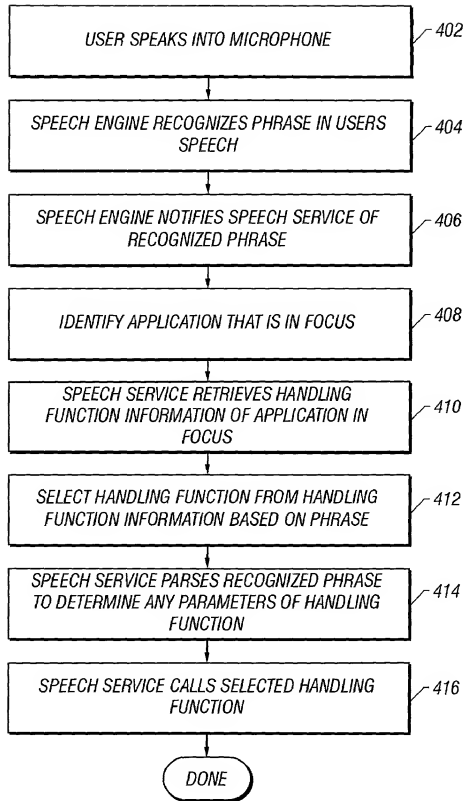 USER SPEAKS INTO MICROPHONE
402
SPEECH ENGINE RECOGNIZES PHRASE IN USERS
SPEECH
404
SPEECH ENGINE NOTIFIES SPEECH SERVICE OF
RECOGNIZED PHRASE
406
IDENTIFY APPLICATION THAT IS IN FOCUS
408
SPEECH SERVICE RETRIEVES HANDLING
FUNCTION INFORMATION OF APPLICATION IN
FOCUS
410
SELECT HANDLING FUNCTION FROM HANDLING
FUNCTION INFORMATION BASED ON PHRASE
412
SPEECH SERVICE PARSES RECOGNIZED PHRASE
TO DETERMINE ANY PARAMETERS OF HANDLING
FUNCTION
414
SPEECH SERVICE CALLS SELECTED HANDLING
FUNCTION
416
DONE